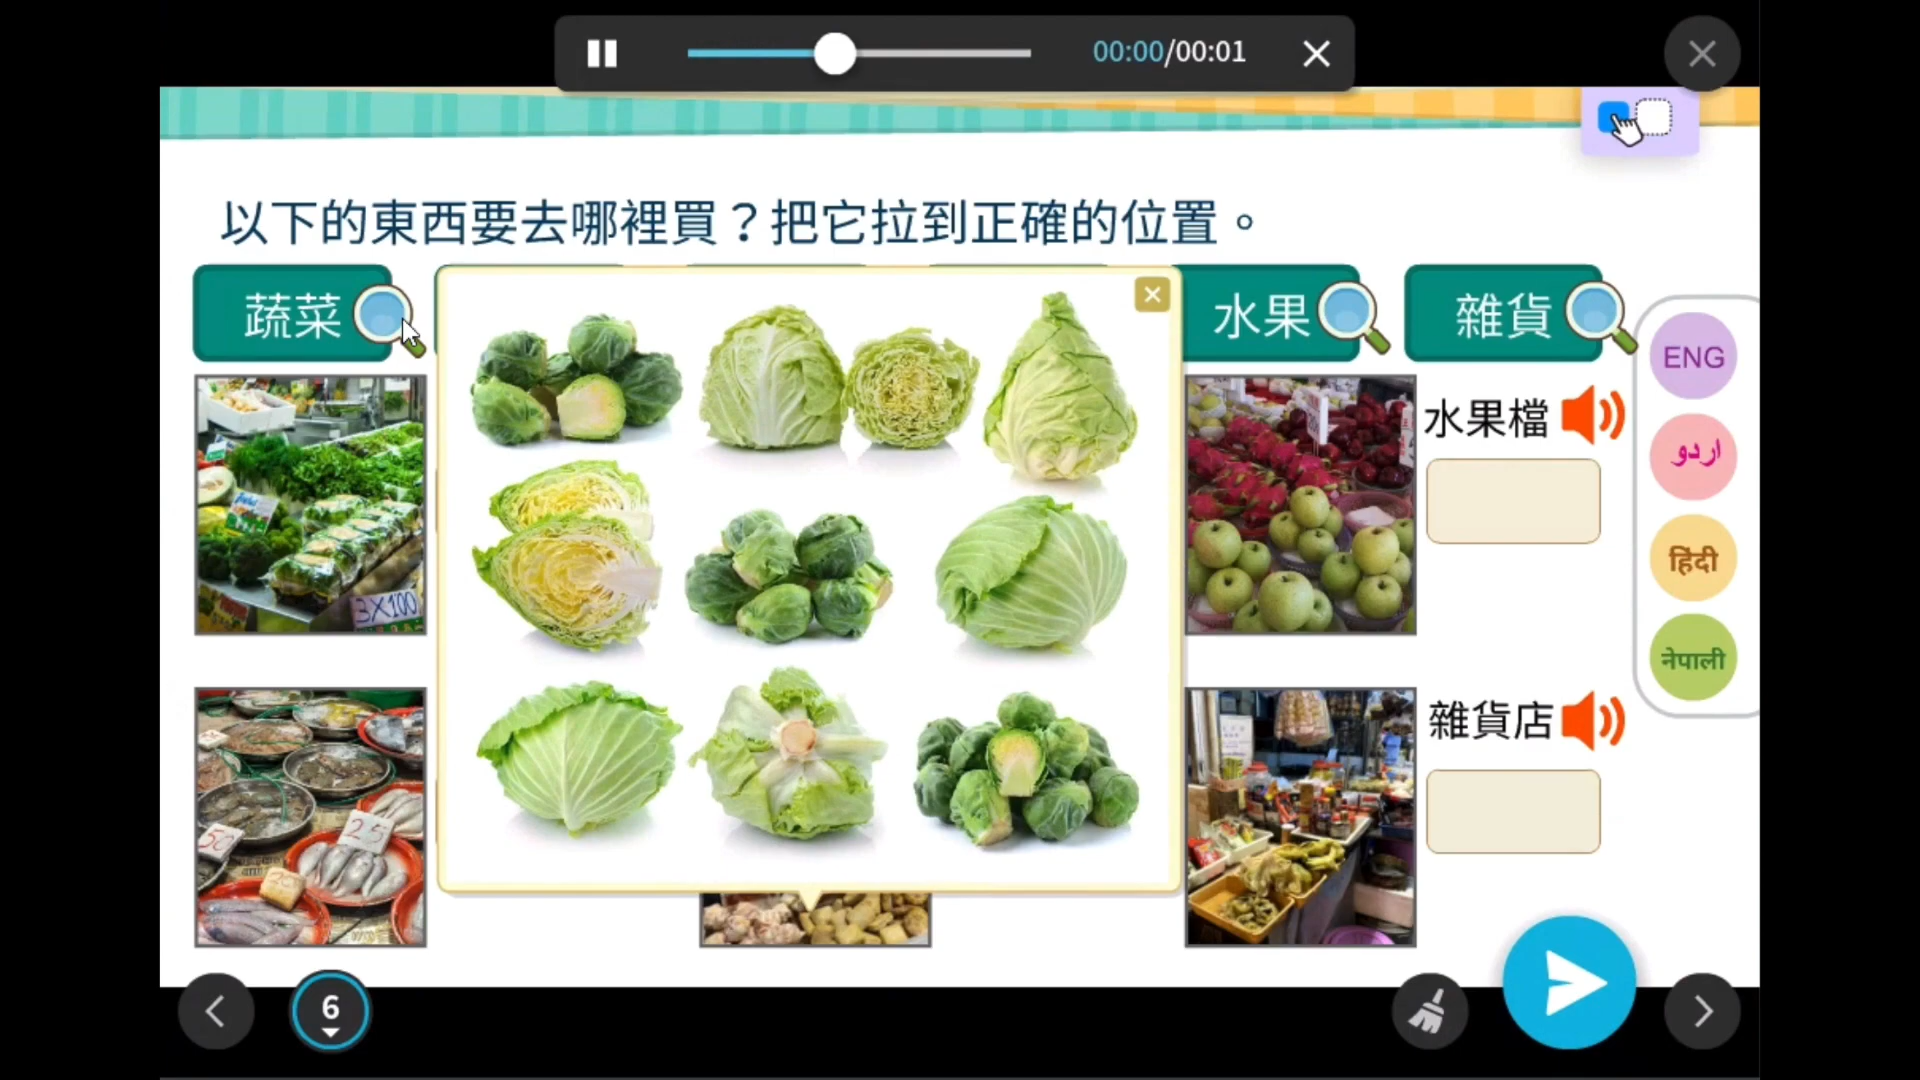 00:00/00:01
以下的東西要去哪裡買？把它拉到正確的位置。
蔬菜
水果
雜貨
ENG
水果檔
اردو
हिंदी
3X100
नेपाली
雜貨店
25
50
6